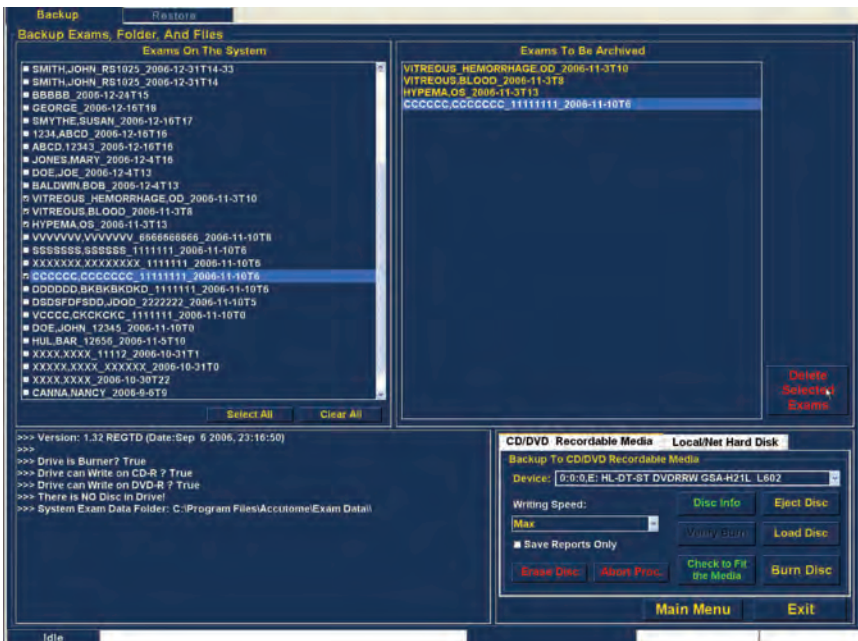 Backup Restore
Backup Exams, Folder, And Files
Exams On The System
SMITH,JOHN_RS1025_2006-12-31T14-33
SMITH,JOHN_RS1025_2006-12-31T14
BBBBB_2006-12-24T15
GEORGE_2006-12-16T18
SMYTHE,SUSAN_2006-12-16T17
1234,ABCD_2006-12-16T16
ABCD,12343_2006-12-16T16
JONES,MARY_2006-12-4T16
DOE,JOE_2006-12-4T13
BALDWIN,BOB_2006-12-4T13
VITREOUS_HEMORRHAGE,OD_2006-11-3T10
VITREOUS,BLOOD_2006-11-3T8
HYPEMA,OS_2006-11-3T13
VVVVVVV,VVVVVVV_6566666666_2006-11-10T8
SSSSSSS,SSSSSS_1111111_2006-11-10T6
XXXXXXX,XXXXXXXX_1111111_2006-11-10T6
CCCCCC,CCCCCCC_11111111_2006-11-10T6
DDDDDD,BKBKBKDKD_1111111_2006-11-10T6
DSDSFDFSDD,JDOD_2222222_2006-11-10T5
VCCCC,CKCKCKC_1111111_2006-11-10T0
DOE,JOHN_12345_2006-11-10T0
HUL,BAR_12656_2006-11-5T10
XXXX,XXXX_11112_2006-10-31T1
XXXX,XXXX_XXXXXX_2006-10-31T0
XXXX,XXXX_2006-10-30T22
CANNA,NANCY_2006-9-6T9
Select All Clear All
Exams To Be Archived
VITREOUS_HEMORRHAGE,OD_2006-11-3T10
VITREOUS,BLOOD_2006-11-3T8
HYPEMA,OS_2006-11-3T13
CCCCCC,CCCCCCC_11111111_2006-11-10T6
Delete
Selected
Exams
>>> Version: 1.32 REGTD (Date:Sep 6 2006, 23:16:50)
>>>
>>> Drive is Burner? True
>>> Drive can Write on CD-R ? True
>>> Drive can Write on DVD-R ? True
>>> There is NO Disc in Drive!
>>> System Exam Data Folder: C:\Program Files\Accutome\Exam Data\\
CD/DVD Recordable Media Local/Net Hard Disk
Backup To CD/DVD Recordable Media
Device: 0:0:0,E: HL-DT-ST DVDRRW GSA-H21L L602
Writing Speed:
Max
Save Reports Only
Disc Info Eject Disc
Verify Burn Load Disc
Erase Disc Abort Proc.
Check to Fit
the Media
Burn Disc
Main Menu Exit
Idle